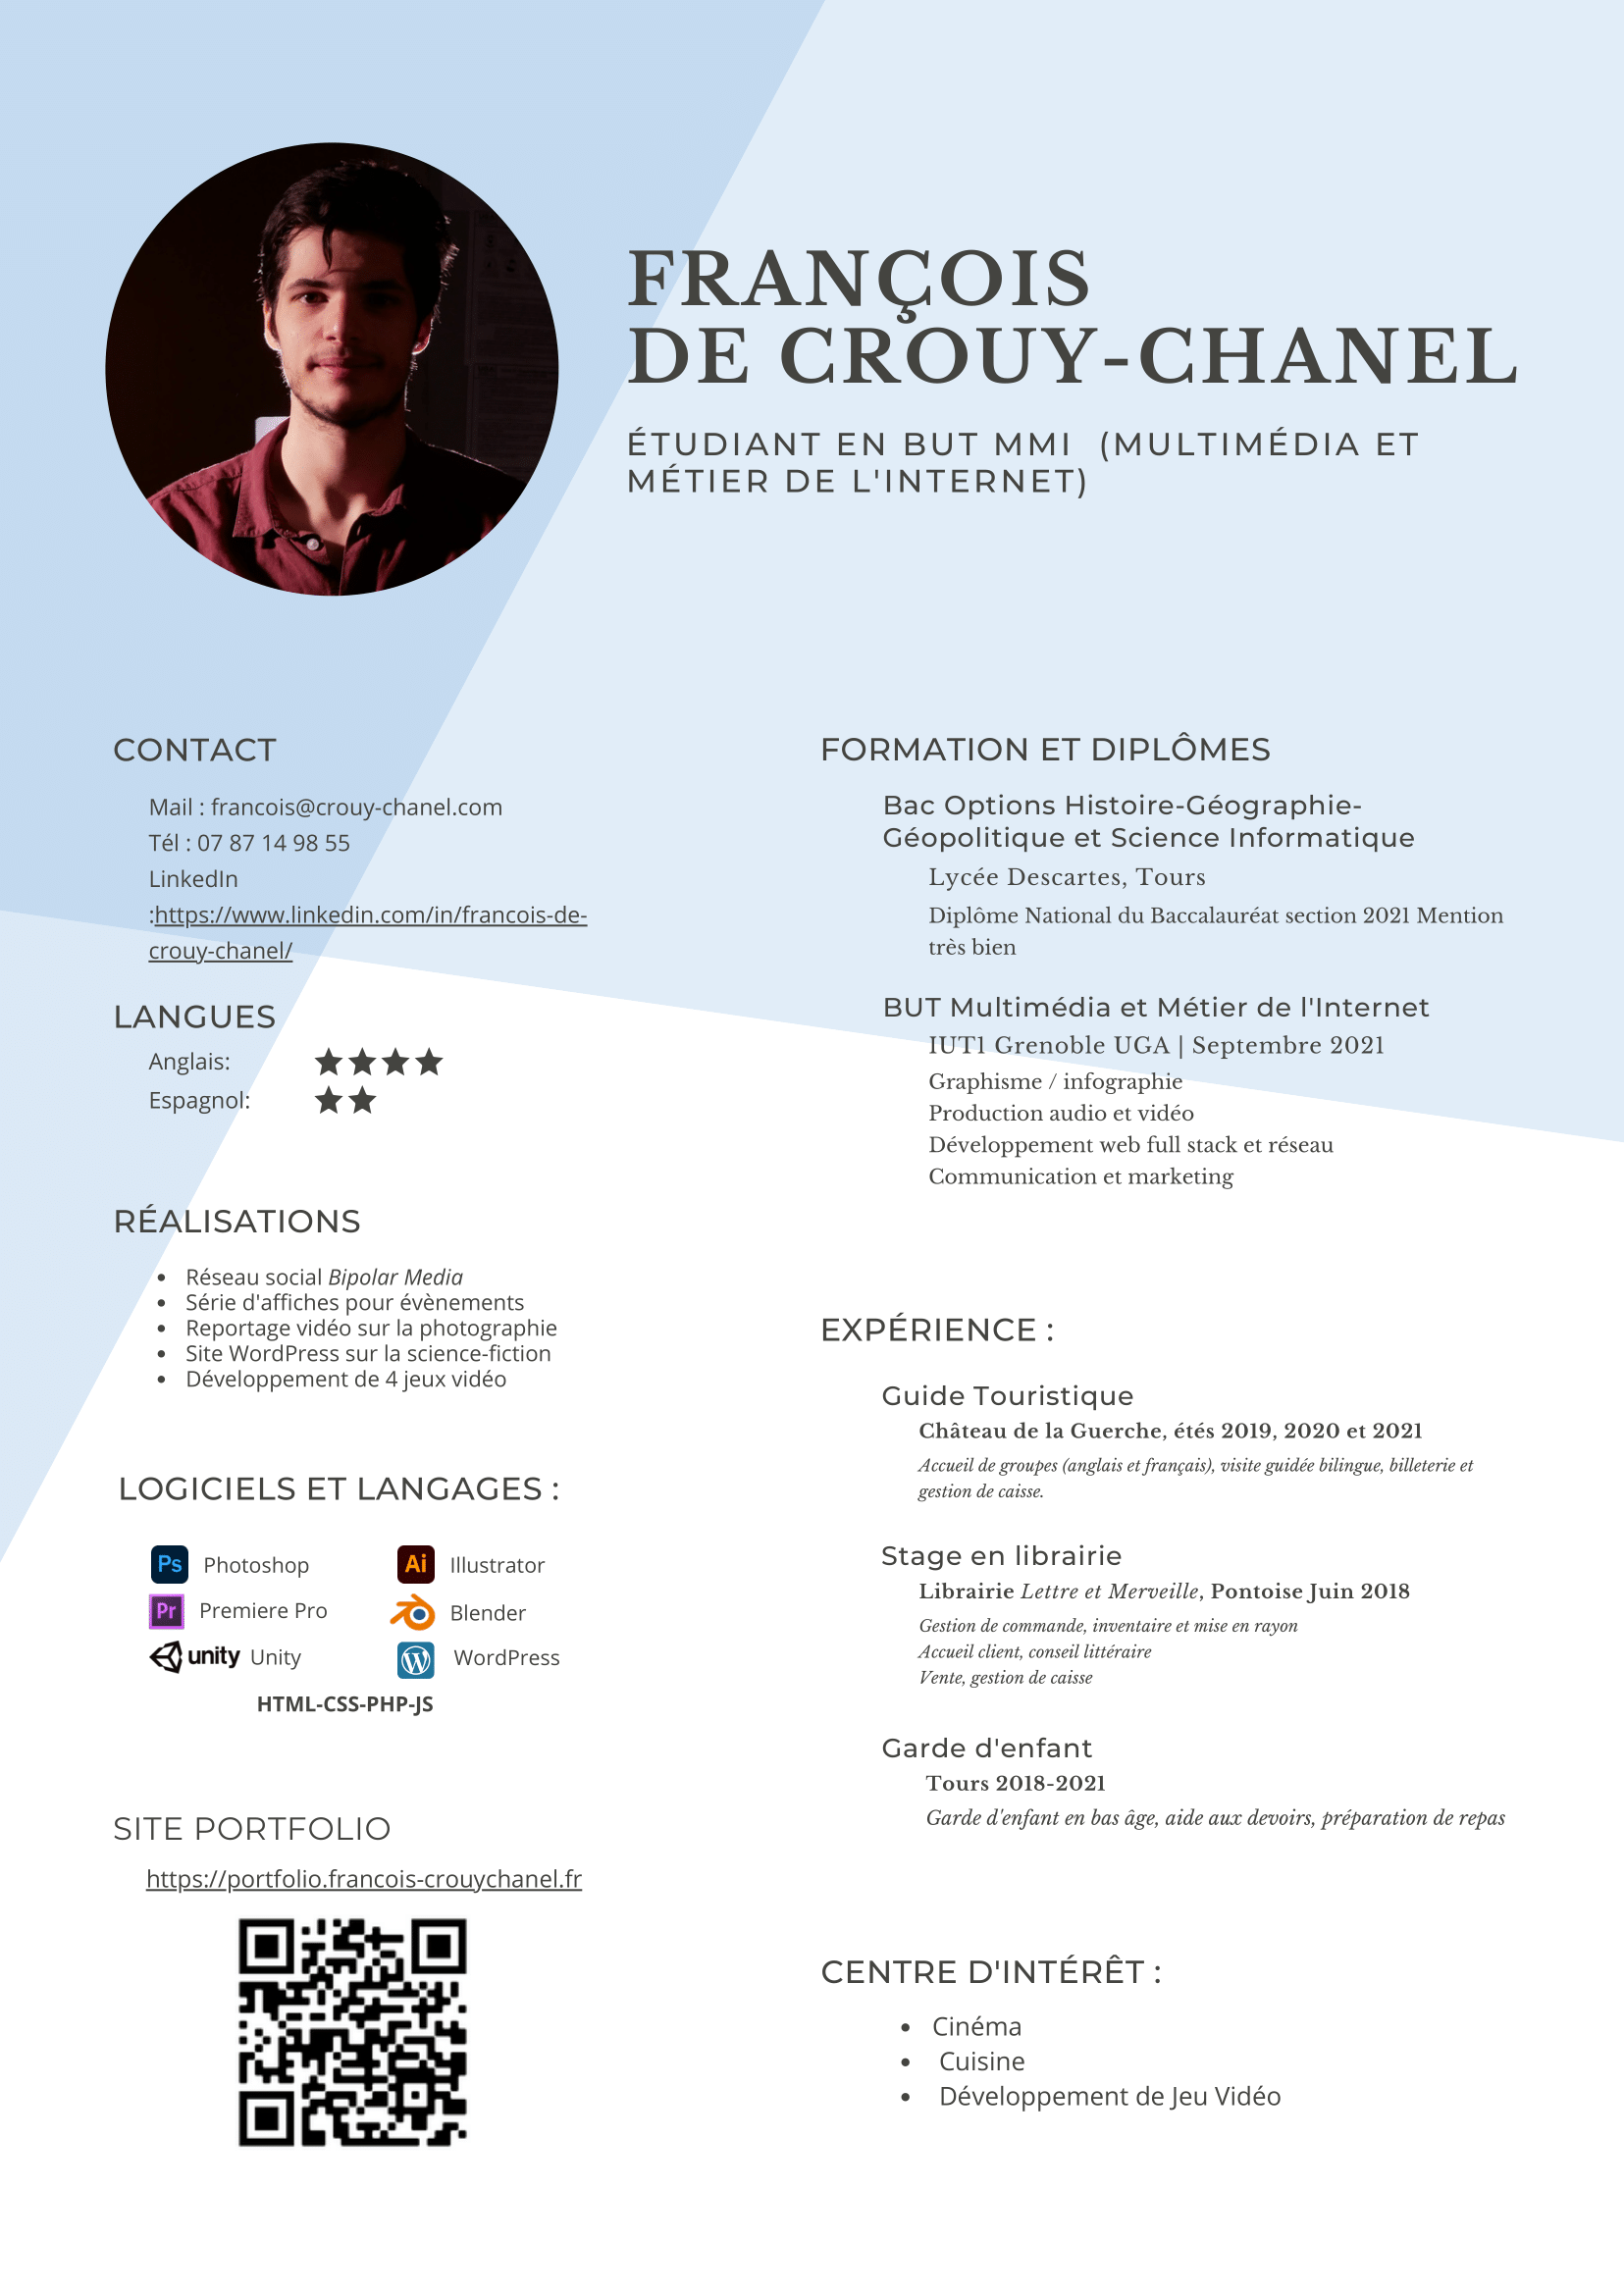 FRANÇOIS
DE CROUY-CHANEL
ÉTUDIANT EN BUT MMI (MULTIMÉDIA ET
MÉTIER DE L'INTERNET)
CONTACT
Mail : francois@crouy-chanel.com
Tél : 07 87 14 98 55
LinkedIn
:https://www.linkedin.com/in/francois-de-
crouy-chanel/
LANGUES
Anglais:
Espagnol:
RÉALISATIONS
• Réseau social Bipolar Media
• Série d'affiches pour évènements
• Reportage vidéo sur la photographie
• Site WordPress sur la science-fiction
• Développement de 4 jeux vidéo
LOGICIELS ET LANGAGES :
Ps Photoshop
Ai Illustrator
Pr Premiere Pro
Blender
unity Unity
W WordPress
HTML-CSS-PHP-JS
SITE PORTFOLIO
https://portfolio.francois-crouychanel.fr
FORMATION ET DIPLÔMES
Bac Options Histoire-Géographie-
Géopolitique et Science Informatique
Lycée Descartes, Tours
Diplôme National du Baccalauréat section 2021 Mention
très bien
BUT Multimédia et Métier de l'Internet
IUT1 Grenoble UGA | Septembre 2021
Graphisme / infographie
Production audio et vidéo
Développement web full stack et réseau
Communication et marketing
EXPÉRIENCE :
Guide Touristique
Château de la Guerche, étés 2019, 2020 et 2021
Accueil de groupes (anglais et français), visite guidée bilingue, billeterie et
gestion de caisse.
Stage en librairie
Librairie Lettre et Merveille, Pontoise Juin 2018
Gestion de commande, inventaire et mise en rayon
Accueil client, conseil littéraire
Vente, gestion de caisse
Garde d'enfant
Tours 2018-2021
Garde d'enfant en bas âge, aide aux devoirs, préparation de repas
CENTRE D'INTÉRÊT :
• Cinéma
• Cuisine
• Développement de Jeu Vidéo